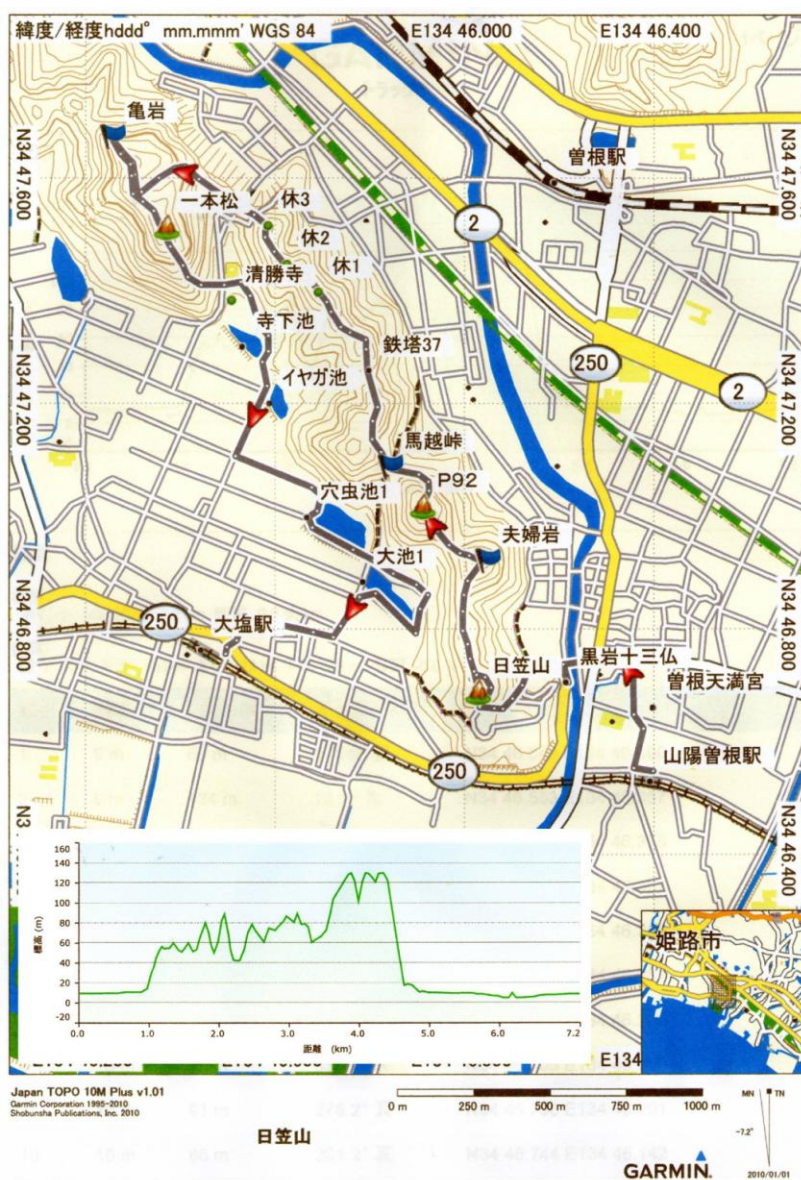 緯度/経度hddd° mm.mmm' WGS 84
E134 46.000
E134 46.400
亀岩
曽根駅
N34 47.600
N34 47.600
一本松
休3
2
休2
清勝寺
休1
寺下池
鉄塔37
250
イヤガ池
2
N34 47.200
N34 47.200
馬越峠
P92
穴虫池1
夫婦岩
大池1
250
大塩駅
N34 46.800
N34 46.800
日笠山
黒岩十三仏
曽根天満宮
250
山陽曽根駅
N34 46.400
160
140
120
100
80
60
40
20
0
-20
標高 (m)
0.0 1.0 2.0 3.0 4.0 5.0 6.0 7.2
距離 (km)
姫路市
E134
Japan TOPO 10M Plus v1.01
Garmin Corporation 1995-2010
Shobunsha Publications, Inc. 2010
0 m 250 m 500 m 750 m 1000 m
MN TN
-7.2°
日笠山
GARMIN.
2010/01/01